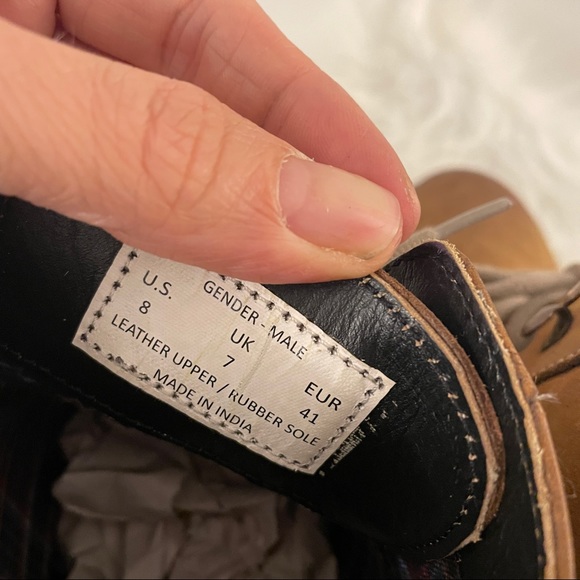 GENDER - MALE
U.S. UK EUR
8 7 41
LEATHER UPPER / RUBBER SOLE
MADE IN INDIA